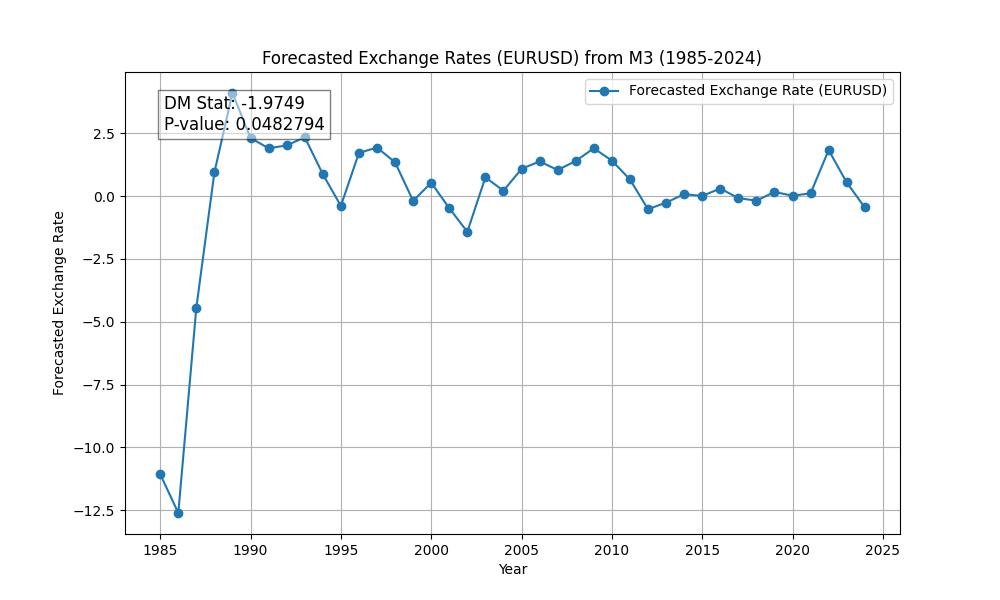 Forecasted Exchange Rates (EURUSD) from M3 (1985-2024)
DM Stat: -1.9749
P-value: 0.0482794
Forecasted Exchange Rate (EURUSD)
Forecasted Exchange Rate
2.5
0.0
−2.5
−5.0
−7.5
−10.0
−12.5
1985 1990 1995 2000 2005 2010 2015 2020 2025
Year